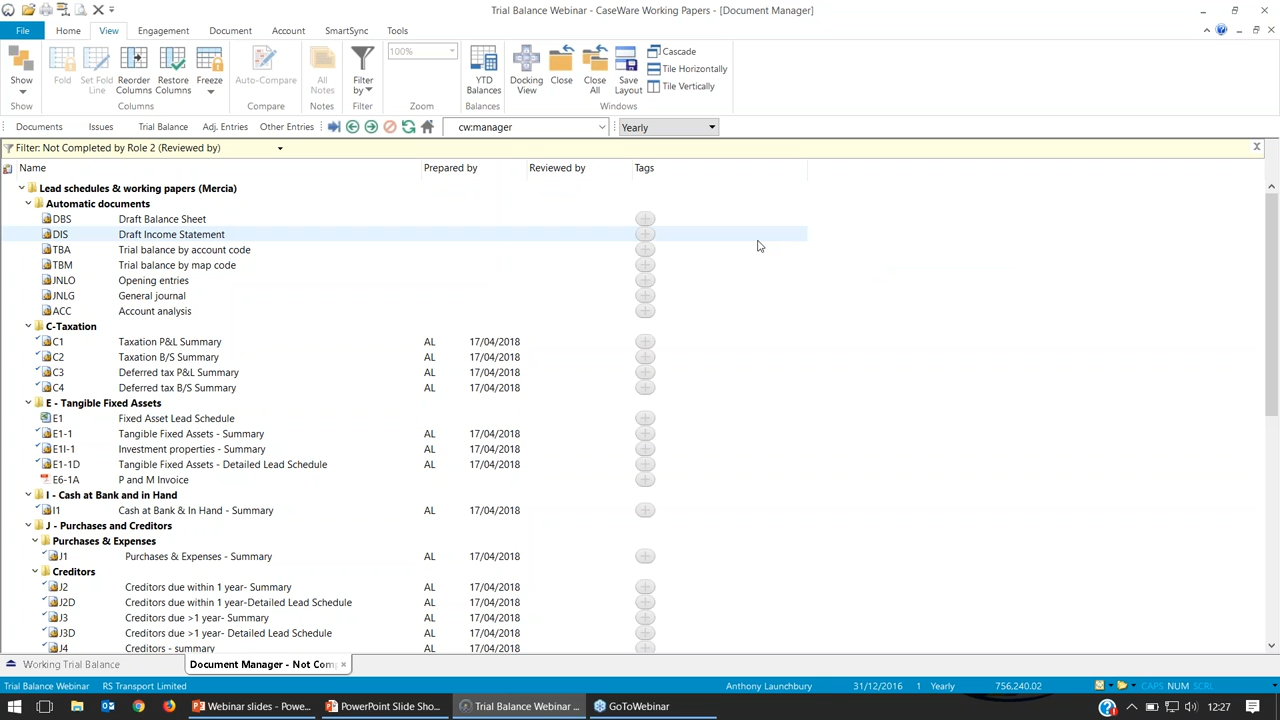 Trial Balance Webinar - CaseWare Working Papers - [Document Manager]
File Home View Engagement Document Account SmartSync Tools
Show Fold Set Fold Line Reorder Columns Restore Columns Freeze Auto-Compare All Notes Filter by 100% YTD Balances Docking View Close Close All Save Layout Cascade
Tile Horizontally
Tile Vertically
Show Columns Compare Notes Filter Zoom Balances Windows
Documents Issues Trial Balance Adj. Entries Other Entries cw:manager Yearly
Filter: Not Completed by Role 2 (Reviewed by) X
Name Prepared by Reviewed by Tags
Lead schedules & working papers (Mercia)
Automatic documents
DBS Draft Balance Sheet
DIS Draft Income Statement
TBA Trial balance by account code
TBM Trial balance by map code
JNLO Opening entries
JNLG General journal
ACC Account analysis
C-Taxation
C1 Taxation P&L Summary AL 17/04/2018
C2 Taxation B/S Summary AL 17/04/2018
C3 Deferred tax P&L Summary AL 17/04/2018
C4 Deferred tax B/S Summary AL 17/04/2018
E - Tangible Fixed Assets
E1 Fixed Asset Lead Schedule
E1-1 Tangible Fixed Assets - Summary AL 17/04/2018
E1I-1 Investment properties - Summary AL 17/04/2018
E1-1D Tangible Fixed Assets - Detailed Lead Schedule AL 17/04/2018
E6-1A P and M Invoice
I - Cash at Bank and in Hand
I1 Cash at Bank & In Hand - Summary AL 17/04/2018
J - Purchases and Creditors
Purchases & Expenses
J1 Purchases & Expenses - Summary AL 17/04/2018
Creditors
J2 Creditors due within 1 year- Summary AL 17/04/2018
J2D Creditors due within 1 year-Detailed Lead Schedule AL 17/04/2018
J3 Creditors due >1 year- Summary AL 17/04/2018
J3D Creditors due >1 year- Detailed Lead Schedule AL 17/04/2018
J4 Creditors - summary AL 17/04/2018
Working Trial Balance Document Manager - Not Com
Trial Balance Webinar RS Transport Limited Anthony Launchbury 31/12/2016 1 Yearly 756,240.02 CAPS NUM SCRL
Webinar slides - Powe... PowerPoint Slide Sho... Trial Balance Webinar ... GoToWebinar 12:27